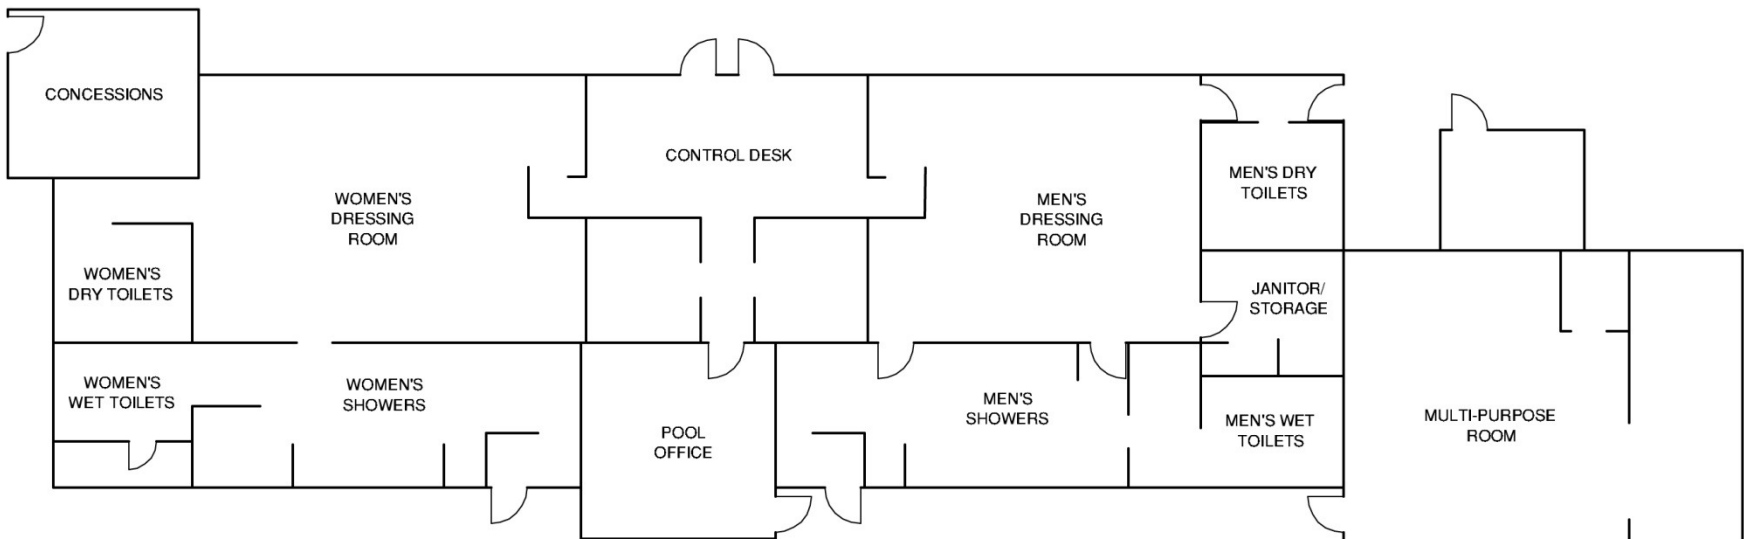 CONCESSIONS
CONTROL DESK
WOMEN'S
DRESSING
ROOM
MEN'S
DRESSING
ROOM
MEN'S DRY
TOILETS
WOMEN'S
DRY TOILETS
JANITOR/
STORAGE
WOMEN'S
WET TOILETS
WOMEN'S
SHOWERS
POOL
OFFICE
MEN'S
SHOWERS
MEN'S WET
TOILETS
MULTI-PURPOSE
ROOM